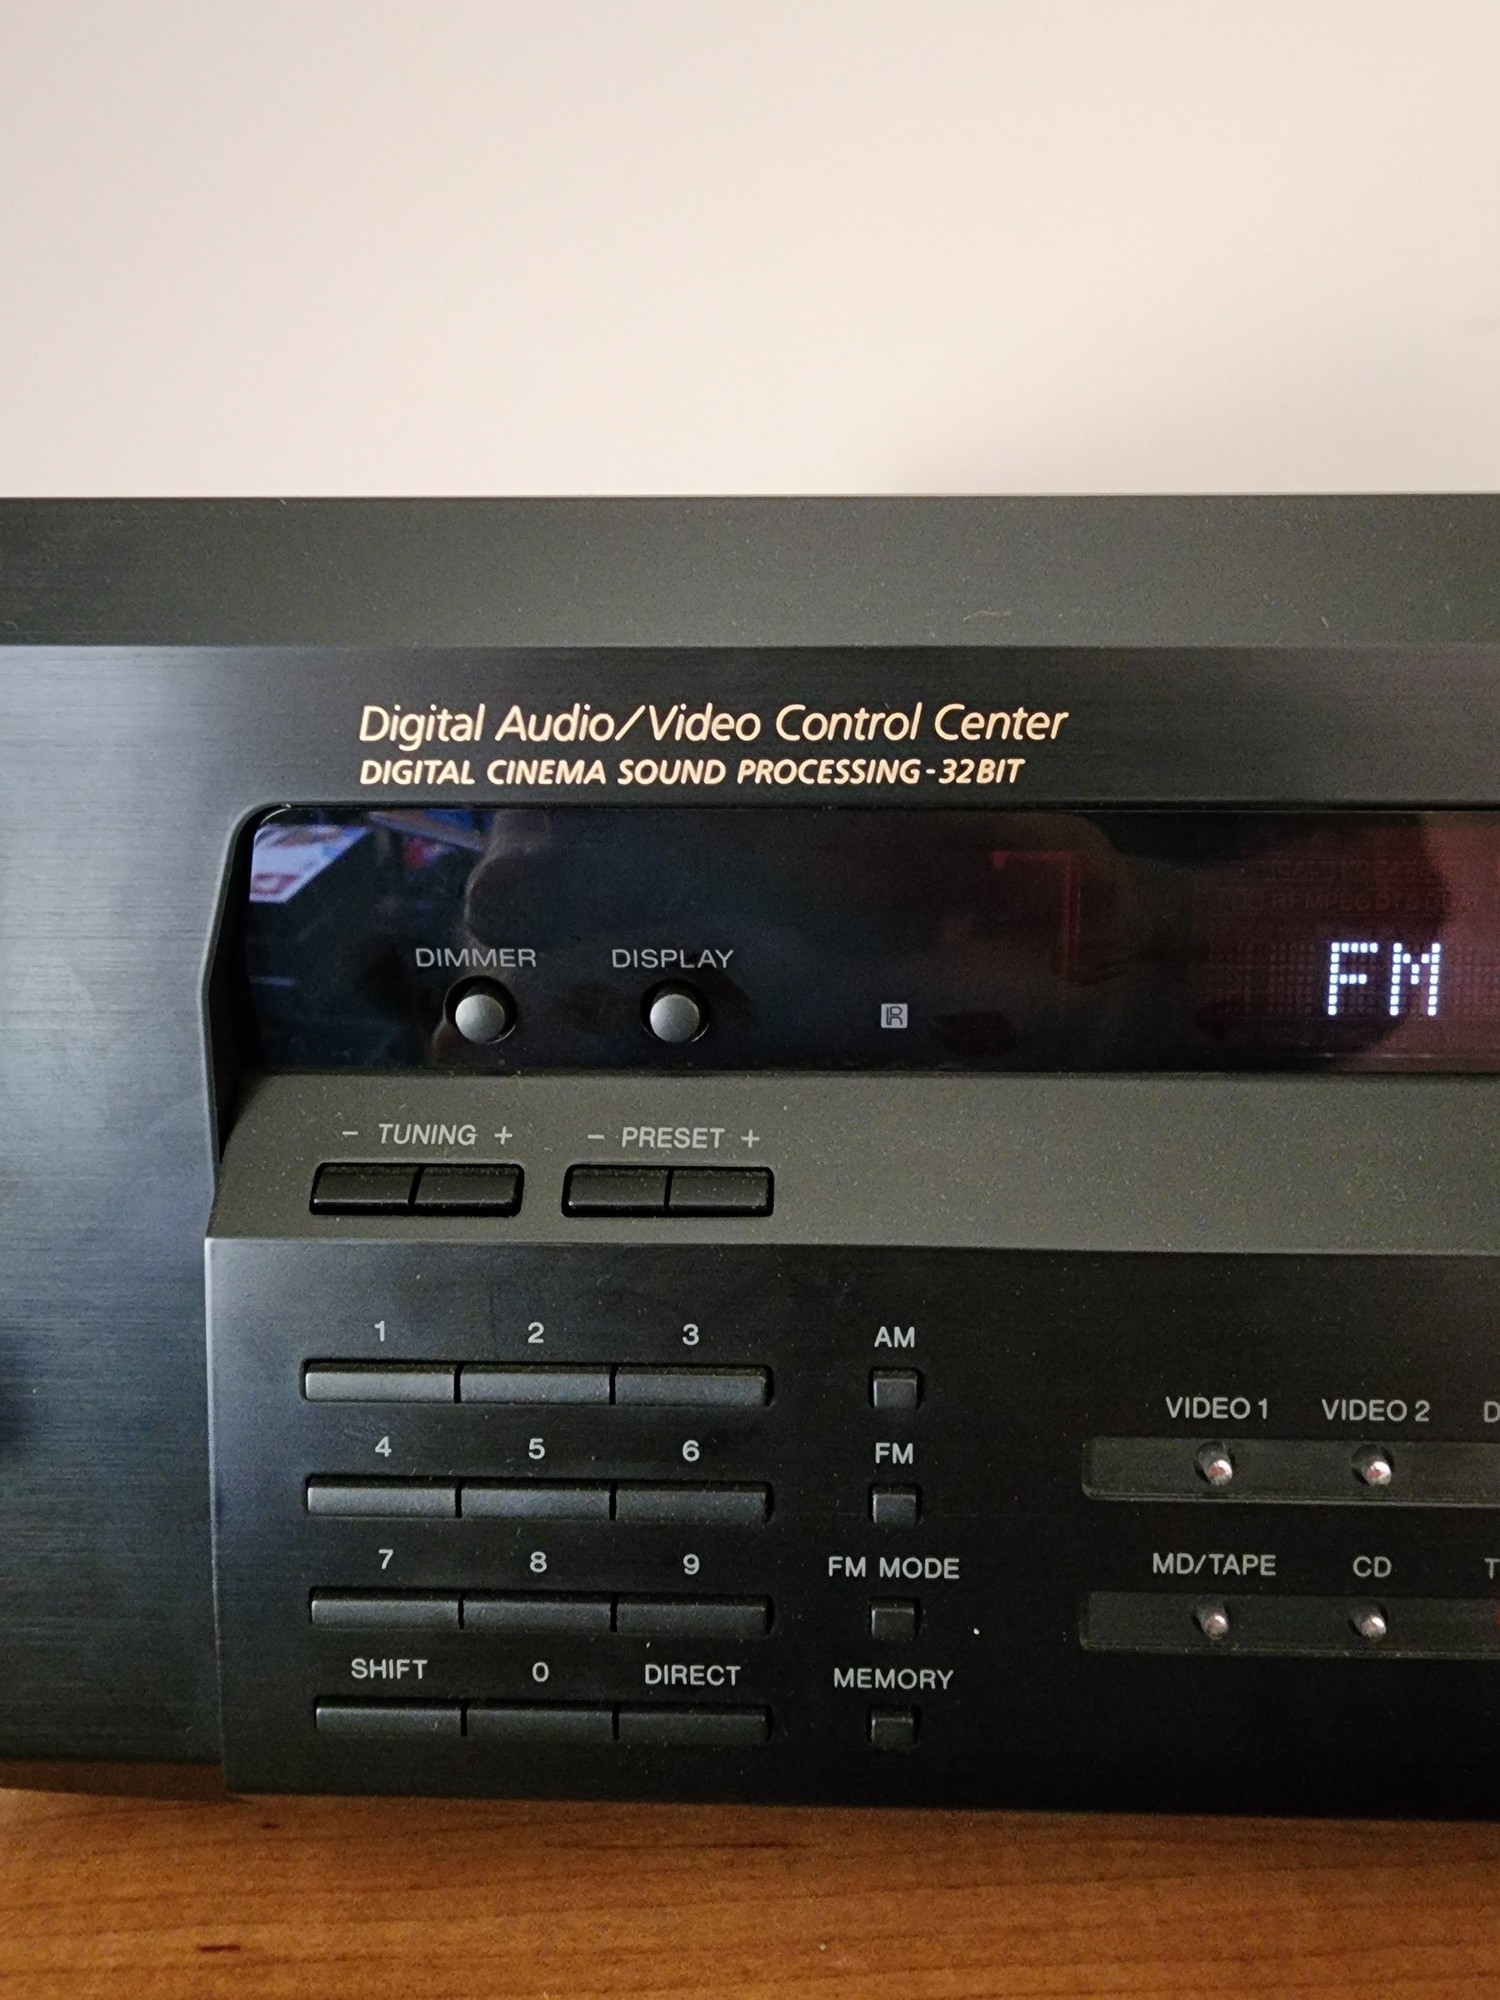 Digital Audio/Video Control Center
DIGITAL CINEMA SOUND PROCESSING-32BIT
DIMMER DISPLAY
R
FM
- TUNING + - PRESET +
1 2 3 AM
VIDEO 1 VIDEO 2 D
4 5 6 FM
7 8 9 FM MODE
MD/TAPE CD T
SHIFT 0 DIRECT MEMORY